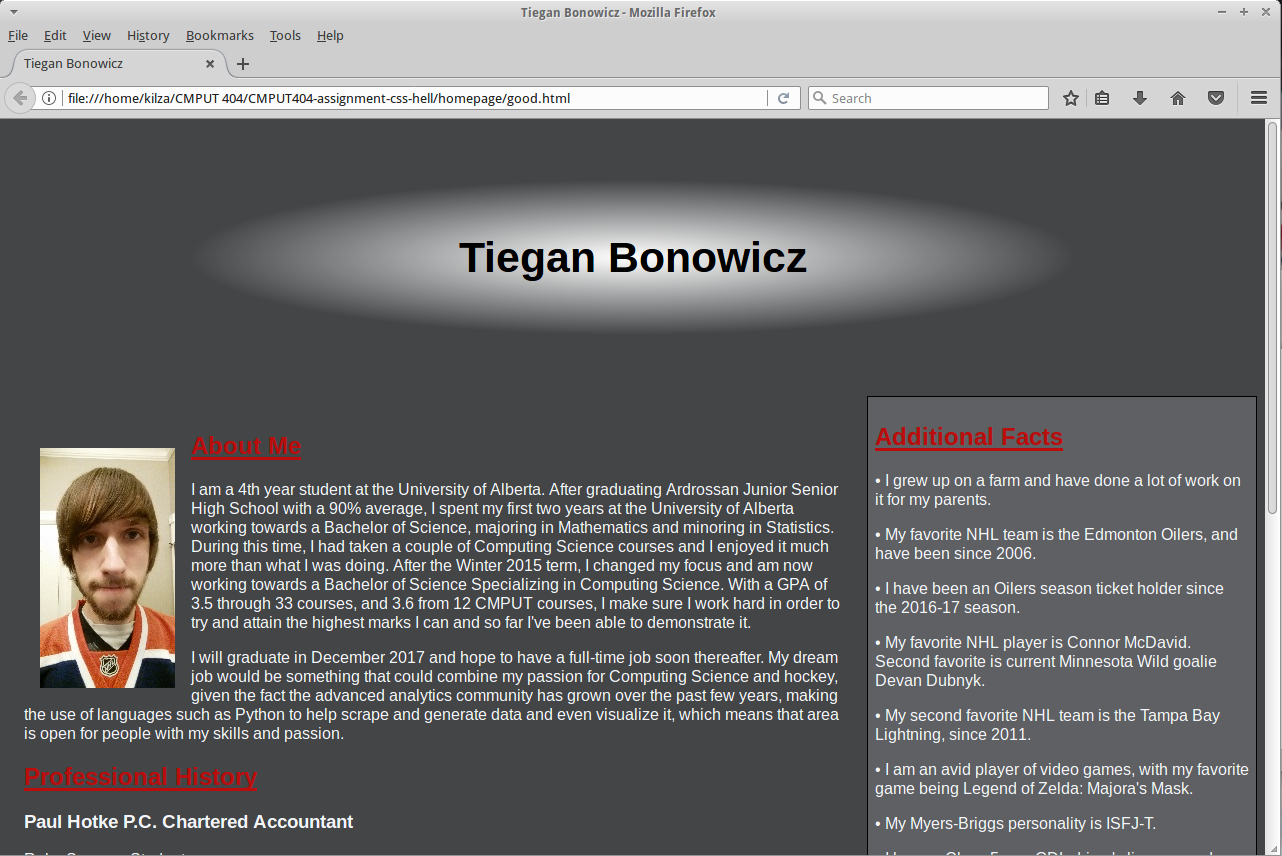 Tiegan Bonowicz - Mozilla Firefox
File Edit View History Bookmarks Tools Help
Tiegan Bonowicz
file:///home/kilza/CMPUT 404/CMPUT404-assignment-css-hell/homepage/good.html
Search
Tiegan Bonowicz
About Me
I am a 4th year student at the University of Alberta. After graduating Ardrossan Junior Senior
High School with a 90% average, I spent my first two years at the University of Alberta
working towards a Bachelor of Science, majoring in Mathematics and minoring in Statistics.
During this time, I had taken a couple of Computing Science courses and I enjoyed it much
more than what I was doing. After the Winter 2015 term, I changed my focus and am now
working towards a Bachelor of Science Specializing in Computing Science. With a GPA of
3.5 through 33 courses, and 3.6 from 12 CMPUT courses, I make sure I work hard in order to
try and attain the highest marks I can and so far I've been able to demonstrate it.
I will graduate in December 2017 and hope to have a full-time job soon thereafter. My dream
job would be something that could combine my passion for Computing Science and hockey,
given the fact the advanced analytics community has grown over the past few years, making
the use of languages such as Python to help scrape and generate data and even visualize it, which means that area
is open for people with my skills and passion.
Professional History
Paul Hotke P.C. Chartered Accountant
Additional Facts
• I grew up on a farm and have done a lot of work on
it for my parents.
• My favorite NHL team is the Edmonton Oilers, and
have been since 2006.
• I have been an Oilers season ticket holder since
the 2016-17 season.
• My favorite NHL player is Connor McDavid.
Second favorite is current Minnesota Wild goalie
Devan Dubnyk.
• My second favorite NHL team is the Tampa Bay
Lightning, since 2011.
• I am an avid player of video games, with my favorite
game being Legend of Zelda: Majora's Mask.
• My Myers-Briggs personality is ISFJ-T.